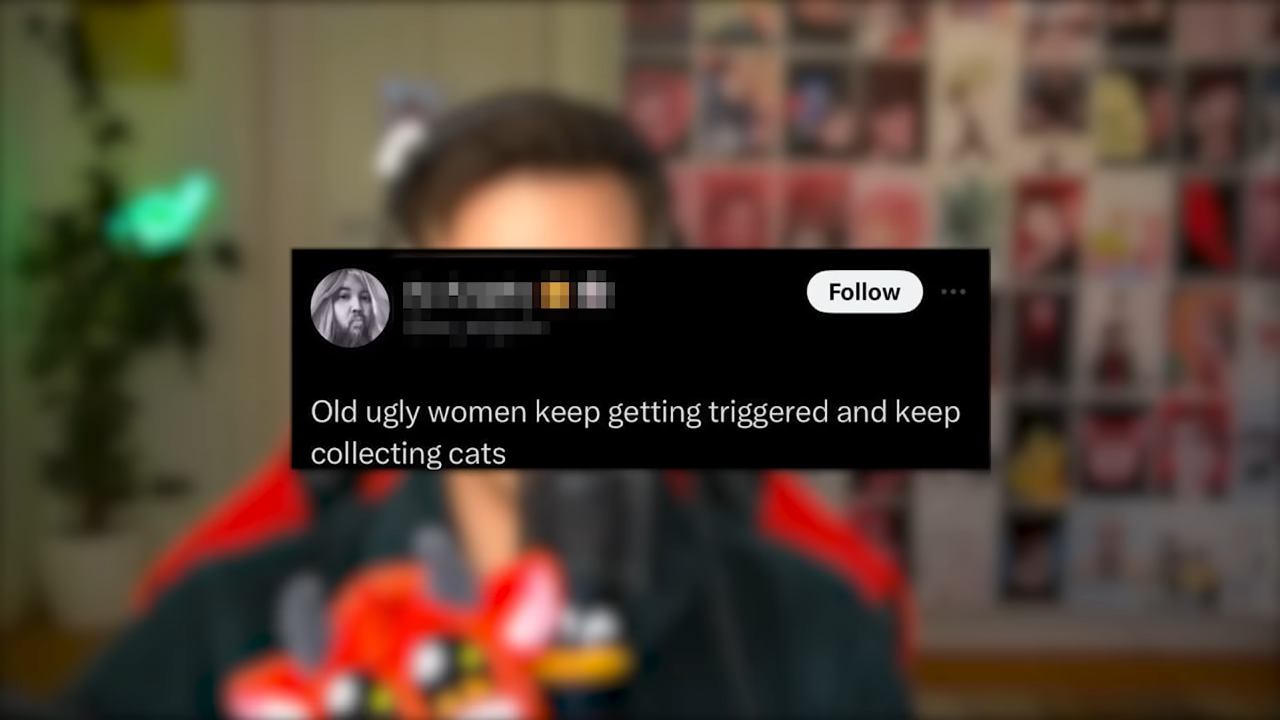 Follow
Old ugly women keep getting triggered and keep
collecting cats